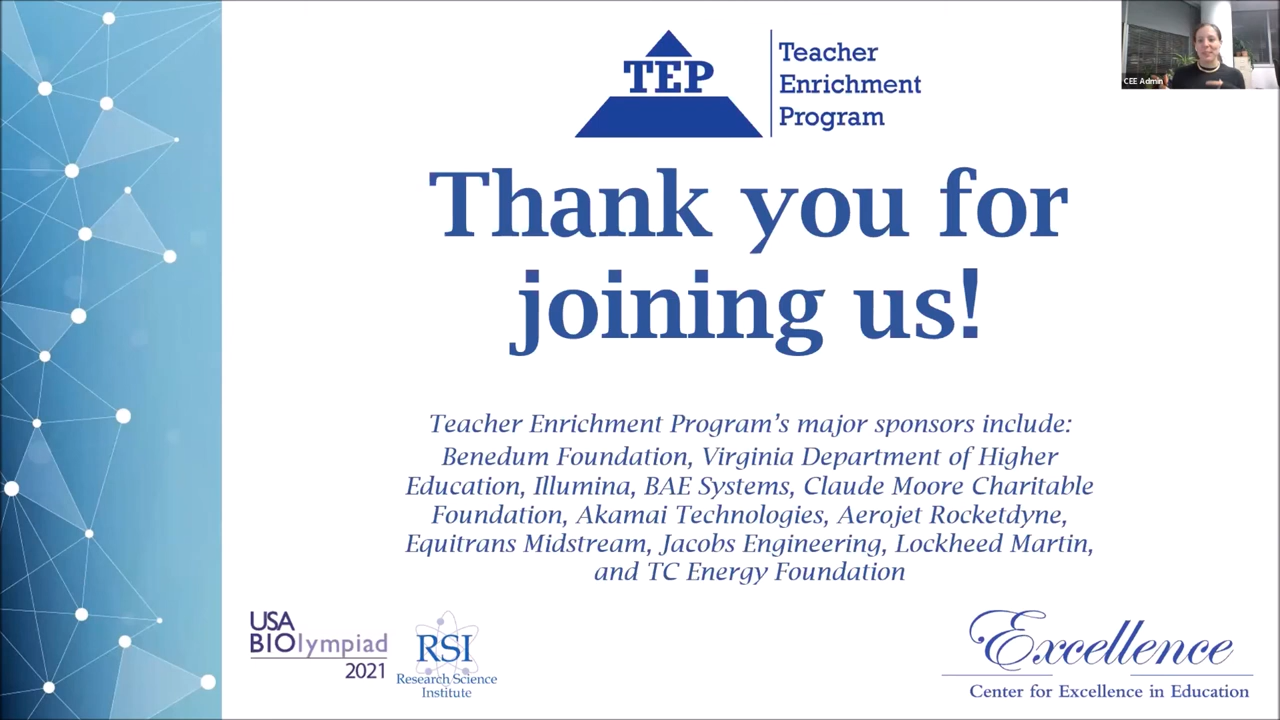 TEP
Teacher
Enrichment
Program
CEE Admin
Thank you for
joining us!
Teacher Enrichment Program’s major sponsors include:
Benedum Foundation, Virginia Department of Higher
Education, Illumina, BAE Systems, Claude Moore Charitable
Foundation, Akamai Technologies, Aerojet Rocketdyne,
Equitrans Midstream, Jacobs Engineering, Lockheed Martin,
and TC Energy Foundation
USA
BIOlympiad
2021
RSI
Research Science
Institute
Excellence
Center for Excellence in Education